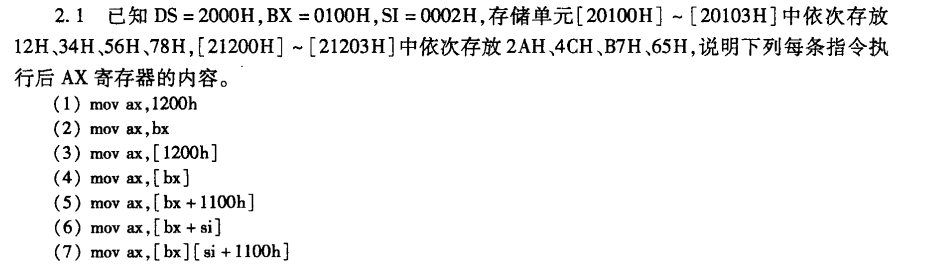 2.1 已知 DS=2000H,BX=0100H,SI=0002H,存储单元[20100H]~[20103H]中依次存放
12H、34H、56H、78H,[21200H]~[21203H]中依次存放2AH、4CH、B7H、65H,说明下列每条指令执
行后 AX 寄存器的内容。
(1) mov ax,1200h
(2) mov ax,bx
(3) mov ax,[1200h]
(4) mov ax,[bx]
(5) mov ax,[bx+1100h]
(6) mov ax,[bx+si]
(7) mov ax,[bx][si+1100h]